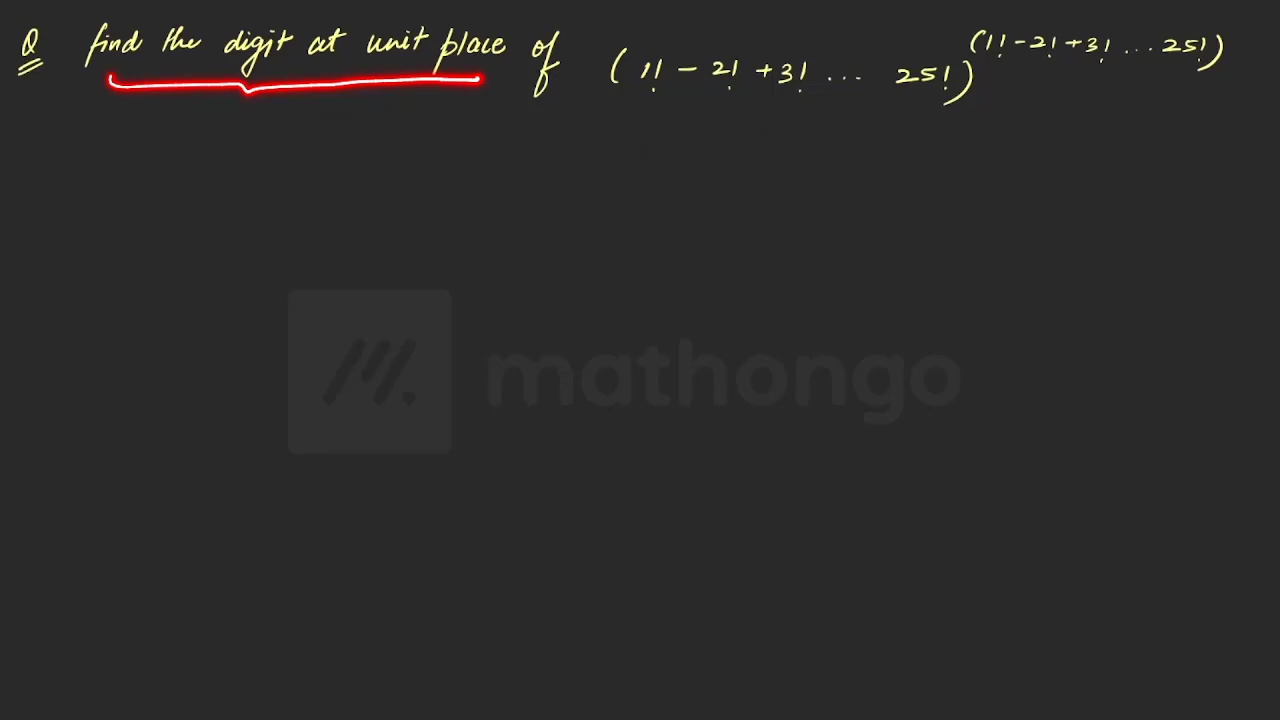 Q find the digit at unit place of (1! - 2! + 3! ... 25!)^(1! - 2! + 3! ... 25!)
mathongo